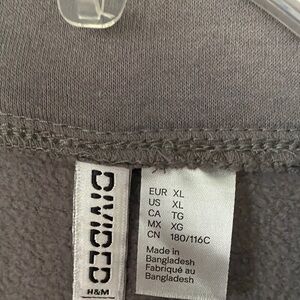 DIVIDED
H&M
EUR XL
US XL
CA TG
MX XG
CN 180/116C
Made in
Bangladesh
Fabriqué au
Bangladesh